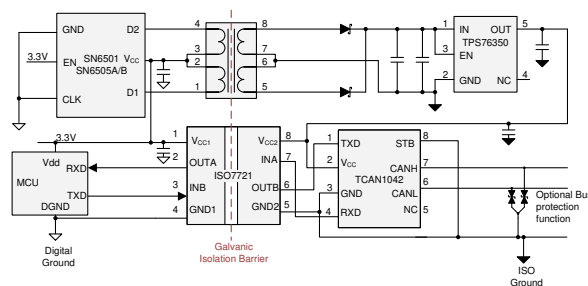 GND
D2
4
8
1
IN
OUT
5
3.3V
EN
SN6501
SN6505A/B
VCC
3
2
7
6
TPS76350
3
EN
CLK
D1
1
5
2
GND
NC
4
3.3V
1
VCC1
VCC2
8
1
TXD
STB
8
Vdd
RXD
2
OUTA
INA
7
2
VCC
TCAN1042
CANH
7
MCU
ISO7721
TXD
3
INB
OUTB
6
3
GND
CANL
6
DGND
4
GND1
GND2
5
4
RXD
NC
5
Optional Bus
protection
function
Digital
Ground
Galvanic
Isolation Barrier
ISO
Ground